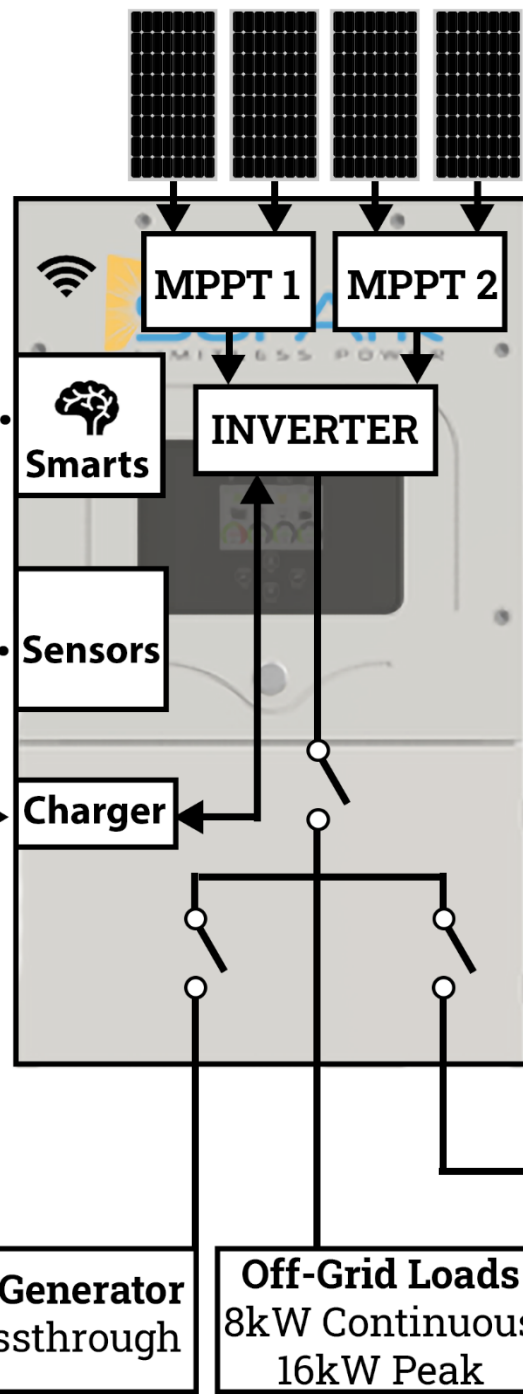 MPPT 1
MPPT 2
INVERTER
Smarts
Sensors
Charger
Generator
ssthrough
Off-Grid Loads
8kW Continuous
16kW Peak